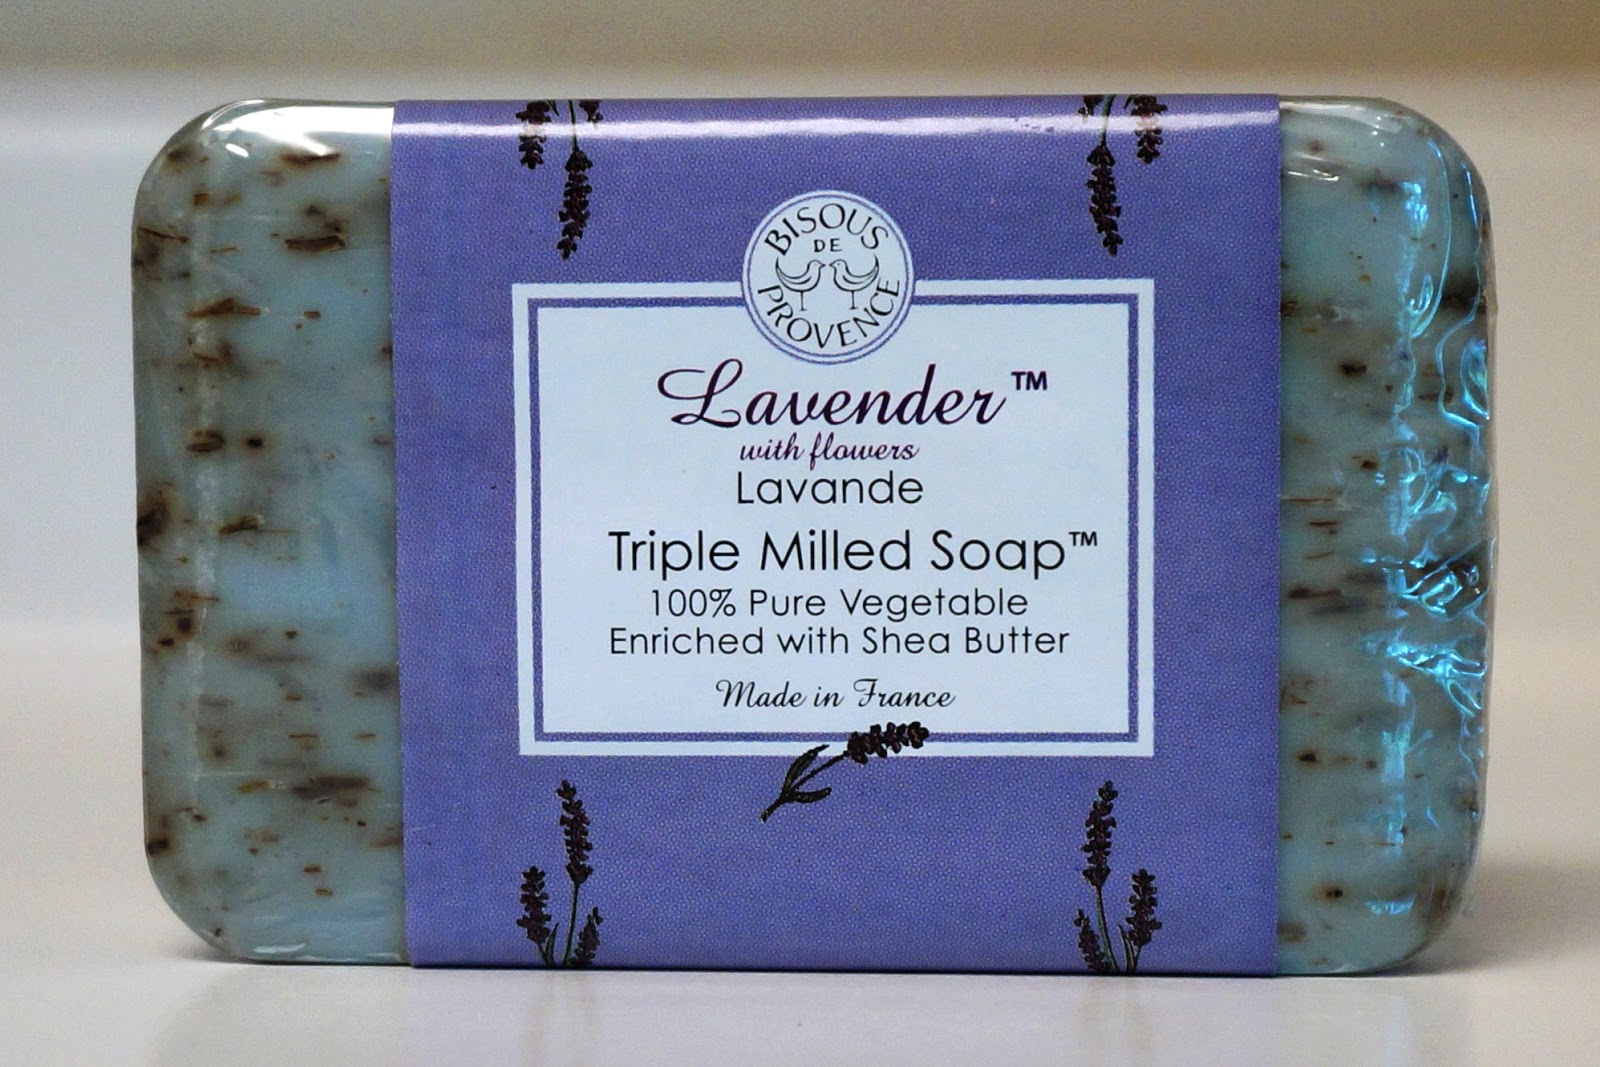 BISOUS
DE
PROVENCE
Lavender™
with flowers
Lavande
Triple Milled Soap™
100% Pure Vegetable
Enriched with Shea Butter
Made in France